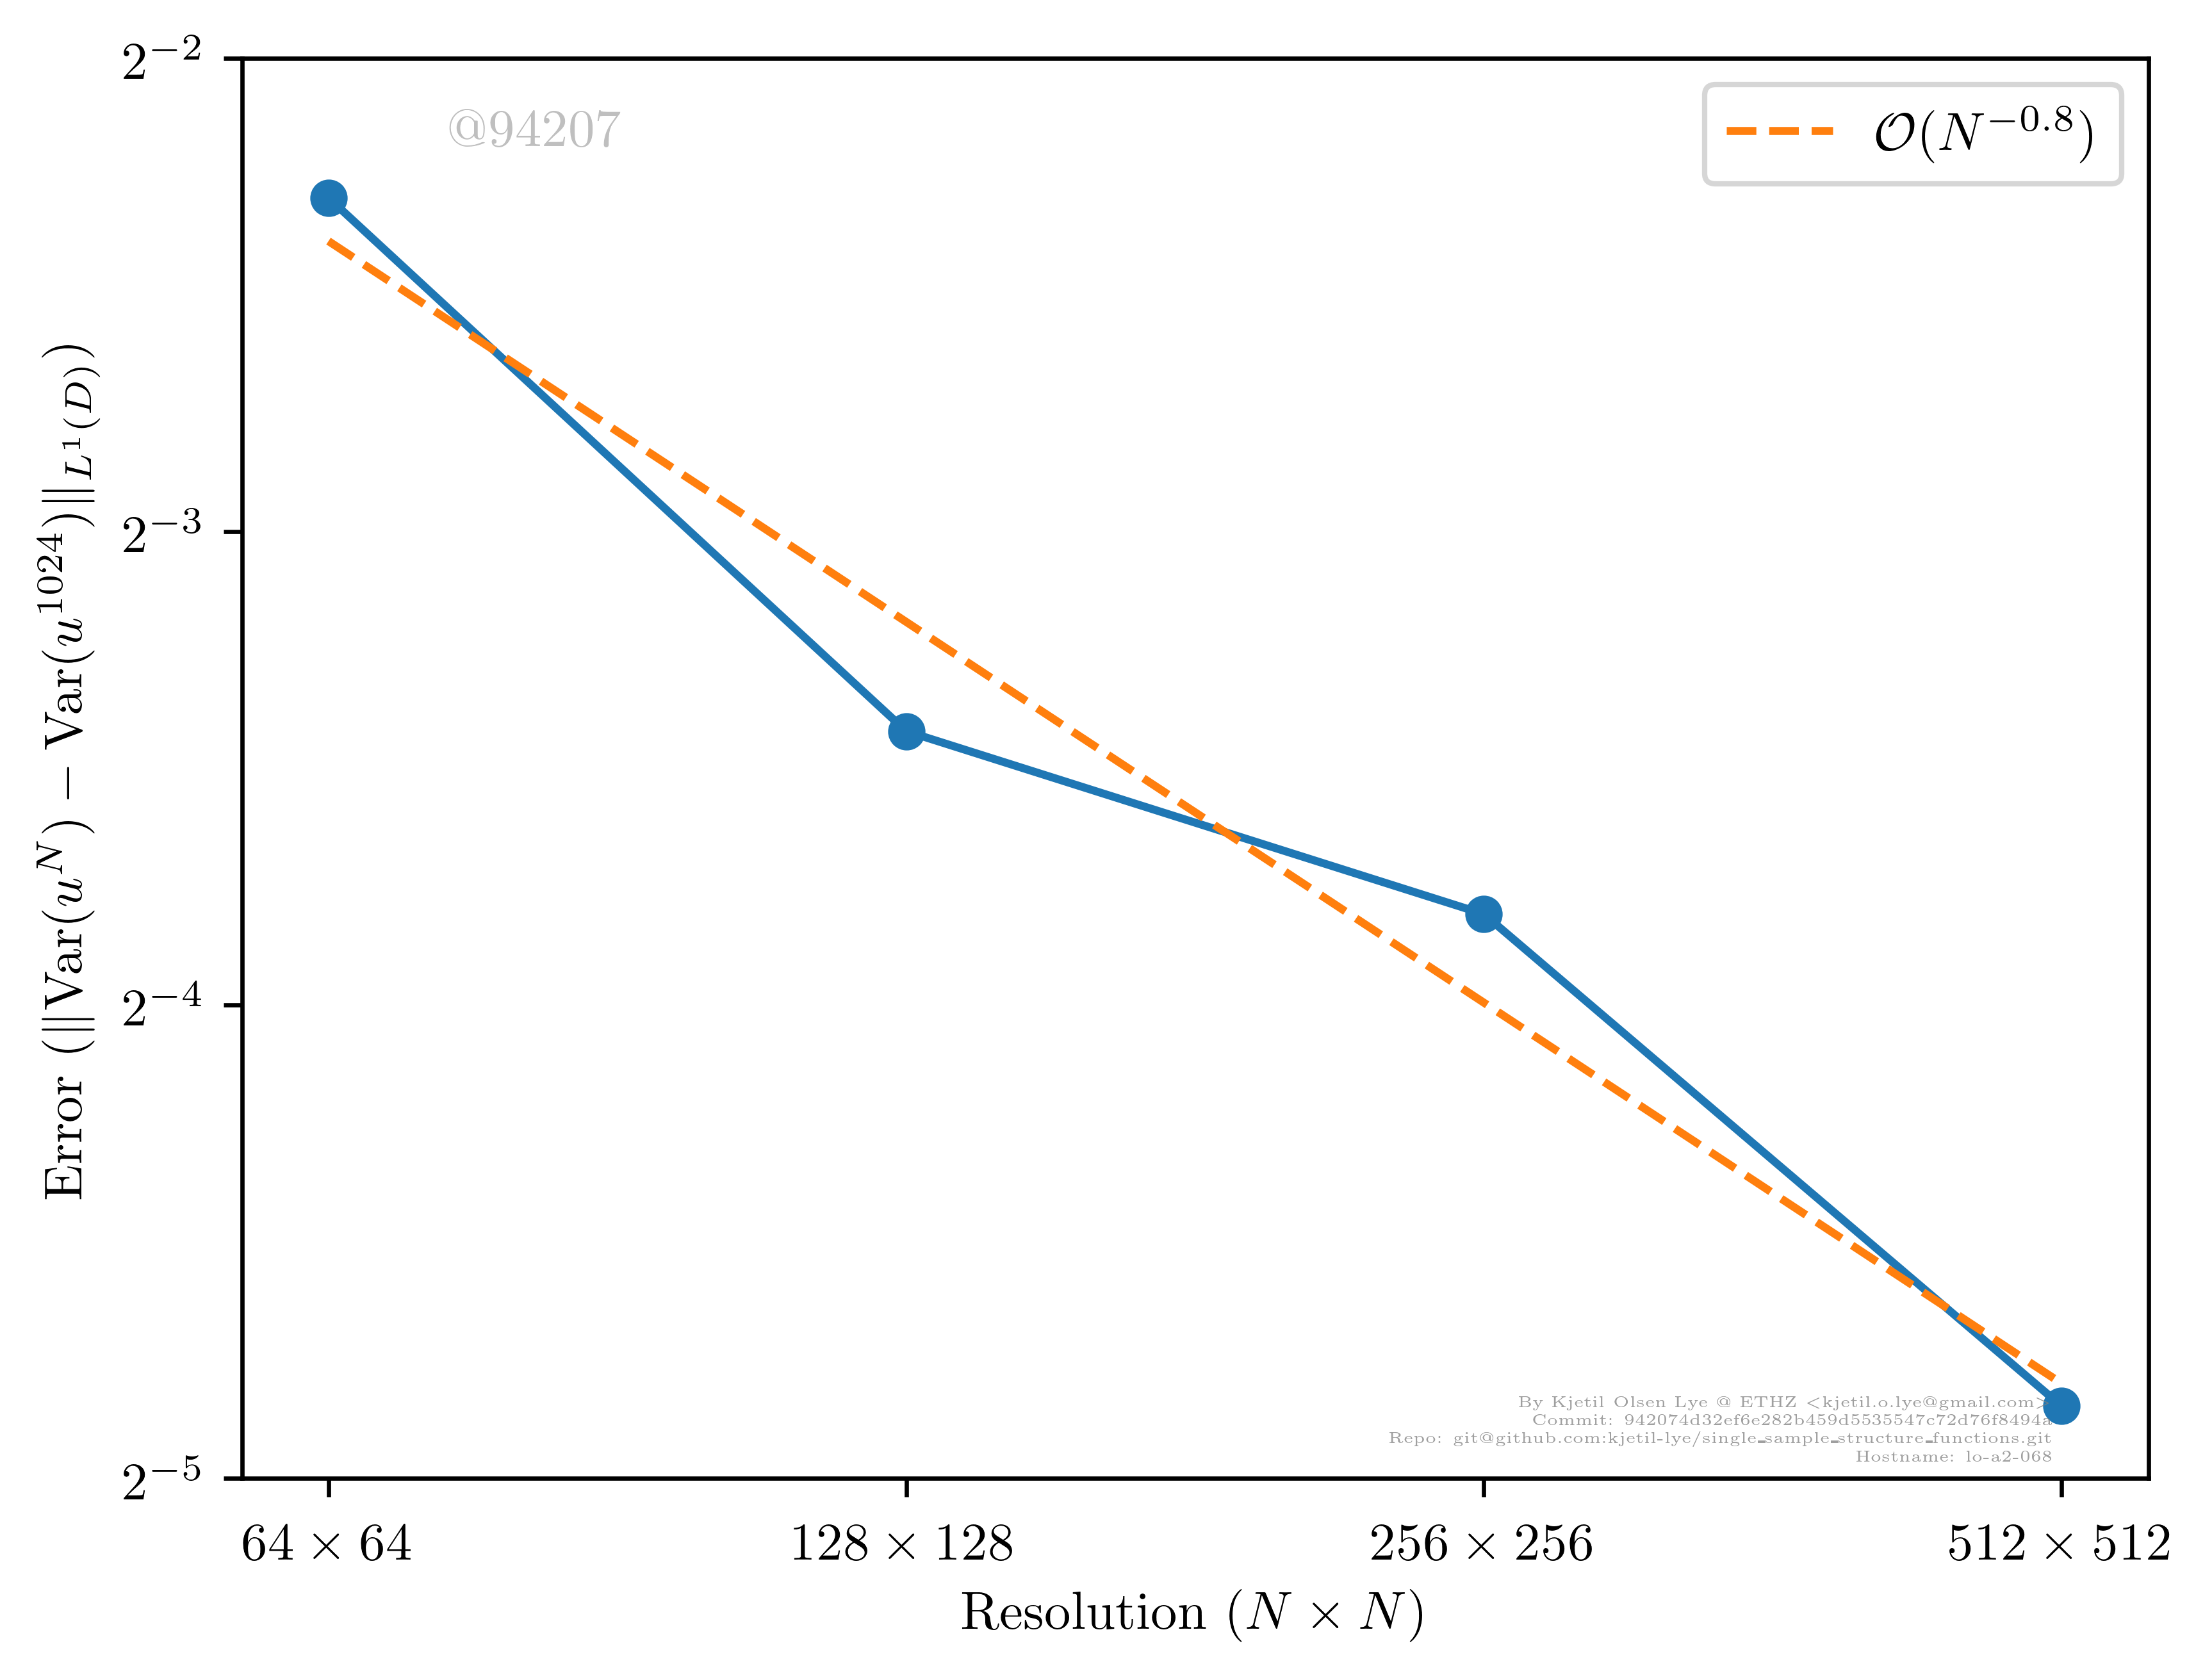 2^{-2}
@94207
O(N^{-0.8})
2^{-3}
2^{-4}
2^{-5}
Error (||Var(u^N) − Var(u^{1024})||_{L^1(D)})
By Kjetil Olsen Lye @ ETHZ <kjetil.o.lye@gmail.com>
Commit: 942074d32ef6e282b459d5535547c72d76f8494a
Repo: git@github.com:kjetil-lye/single_sample_structure_functions.git
Hostname: lo-a2-068
64 × 64 128 × 128 256 × 256 512 × 512
Resolution (N × N)